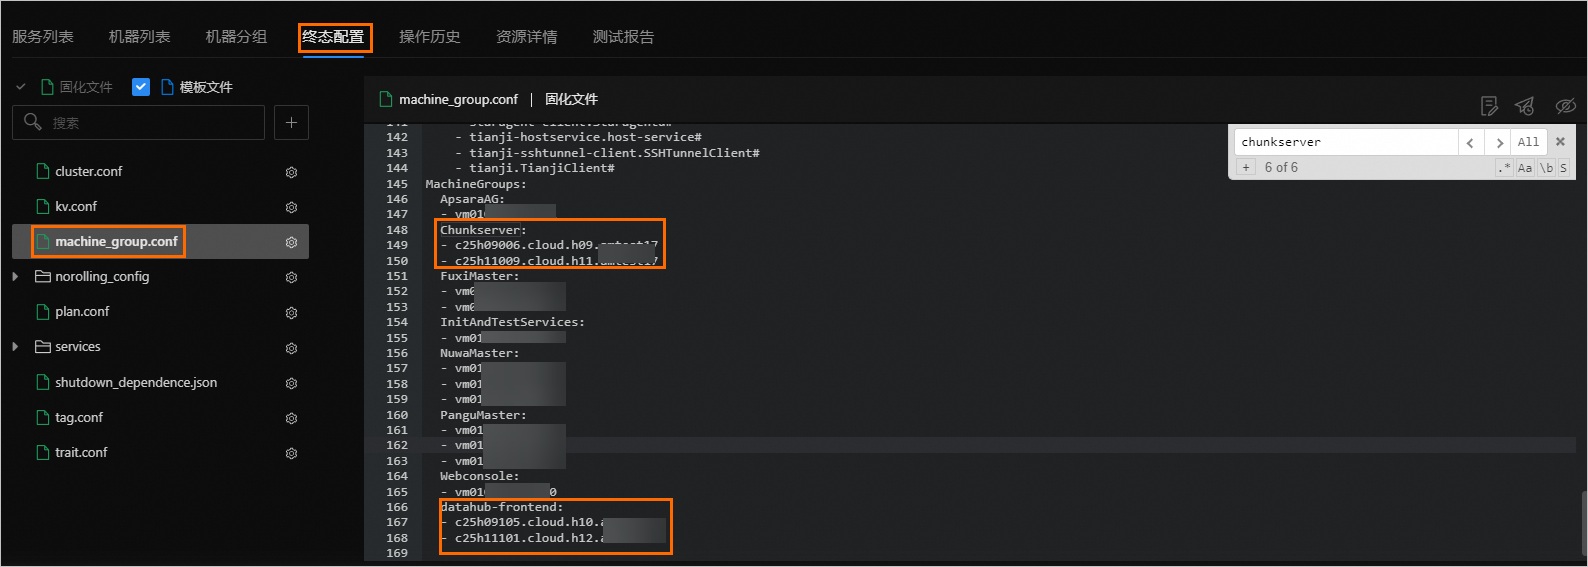 服务列表 机器列表 机器分组 终态配置 操作历史 资源详情 测试报告
固化文件 模板文件
搜索 +
cluster.conf
kv.conf
machine_group.conf
norolling_config
plan.conf
services
shutdown_dependence.json
tag.conf
trait.conf
machine_group.conf | 固化文件
142 - tianji-hostservice.host-service#
143 - tianji-sshtunnel-client.SSHTunnelClient#
144 - tianji.TianjiClient#
145 MachineGroups:
146 ApsaraAG:
147 - vm01
148 Chunkserver:
149 - c25h09006.cloud.h09.
150 - c25h11009.cloud.h11.
151 FuxiMaster:
152 - vm0
153 - vm0
154 InitAndTestServices:
155 - vm01
156 NuwaMaster:
157 - vm01
158 - vm01
159 - vm01
160 PanguMaster:
161 - vm01
162 - vm01
163 - vm01
164 Webconsole:
165 - vm01 0
166 datahub-frontend:
167 - c25h09105.cloud.h10.
168 - c25h11101.cloud.h12.
169
chunkserver < > All ×
+ 6 of 6 .* Aa \b S